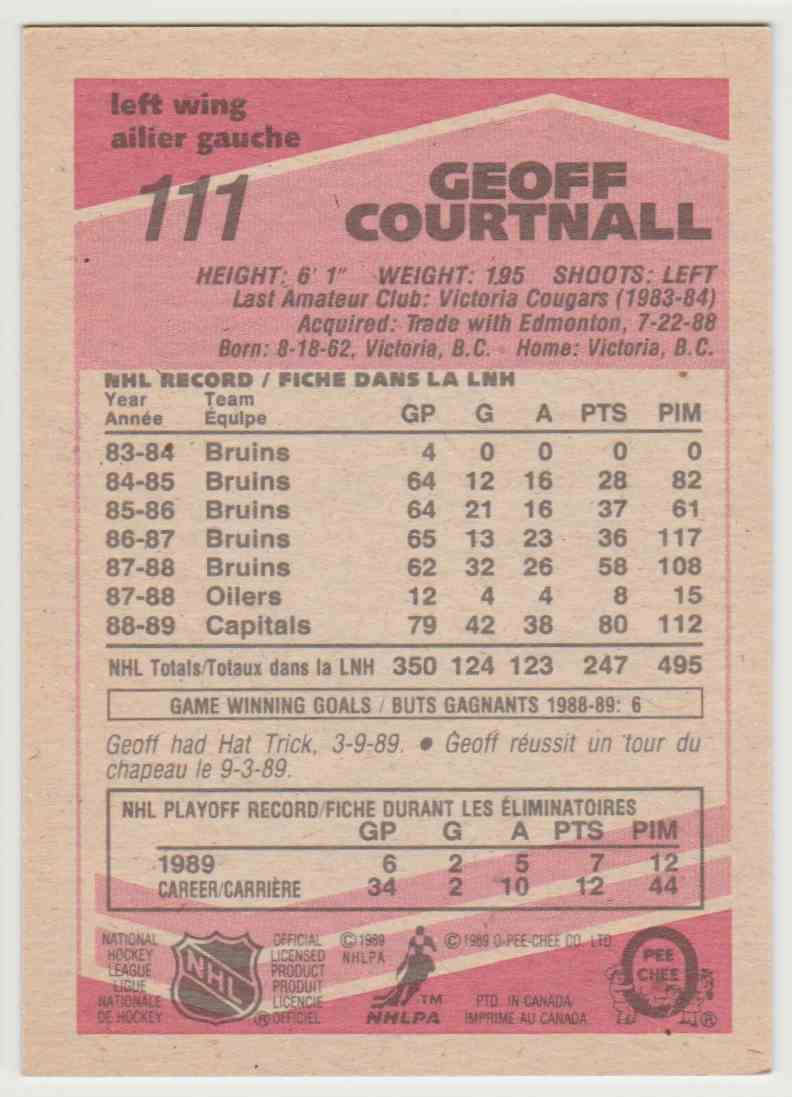 left wing
ailier gauche
111
GEOFF
COURTNALL
HEIGHT: 6' 1" WEIGHT: 195 SHOOTS: LEFT
Last Amateur Club: Victoria Cougars (1983-84)
Acquired: Trade with Edmonton, 7-22-88
Born: 8-18-62, Victoria, B.C. Home: Victoria, B.C.
NHL RECORD / FICHE DANS LA LNH
Year Team
Année Équipe GP G A PTS PIM
83-84 Bruins 4 0 0 0 0
84-85 Bruins 64 12 16 28 82
85-86 Bruins 64 21 16 37 61
86-87 Bruins 65 13 23 36 117
87-88 Bruins 62 32 26 58 108
87-88 Oilers 12 4 4 8 15
88-89 Capitals 79 42 38 80 112
NHL Totals/Totaux dans la LNH 350 124 123 247 495
GAME WINNING GOALS / BUTS GAGNANTS 1988-89: 6
Geoff had Hat Trick, 3-9-89. • Geoff réussit un tour du
chapeau le 9-3-89.
NHL PLAYOFF RECORD/FICHE DURANT LES ÉLIMINATOIRES
GP G A PTS PIM
1989 6 2 5 7 12
CAREER/CARRIÈRE 34 2 10 12 44
NATIONAL
HOCKEY
LEAGUE
LIGUE
NATIONALE
DE HOCKEY
NHL
OFFICIAL
LICENSED
PRODUCT
PRODUIT
LICENCIE
® OFFICIEL
© 1989
NHLPA
TM
NHLPA
© 1989 O-PEE-CHEE CO. LTD.
PTD. IN CANADA
IMPRIME AU CANADA
PEE
CHEE
®